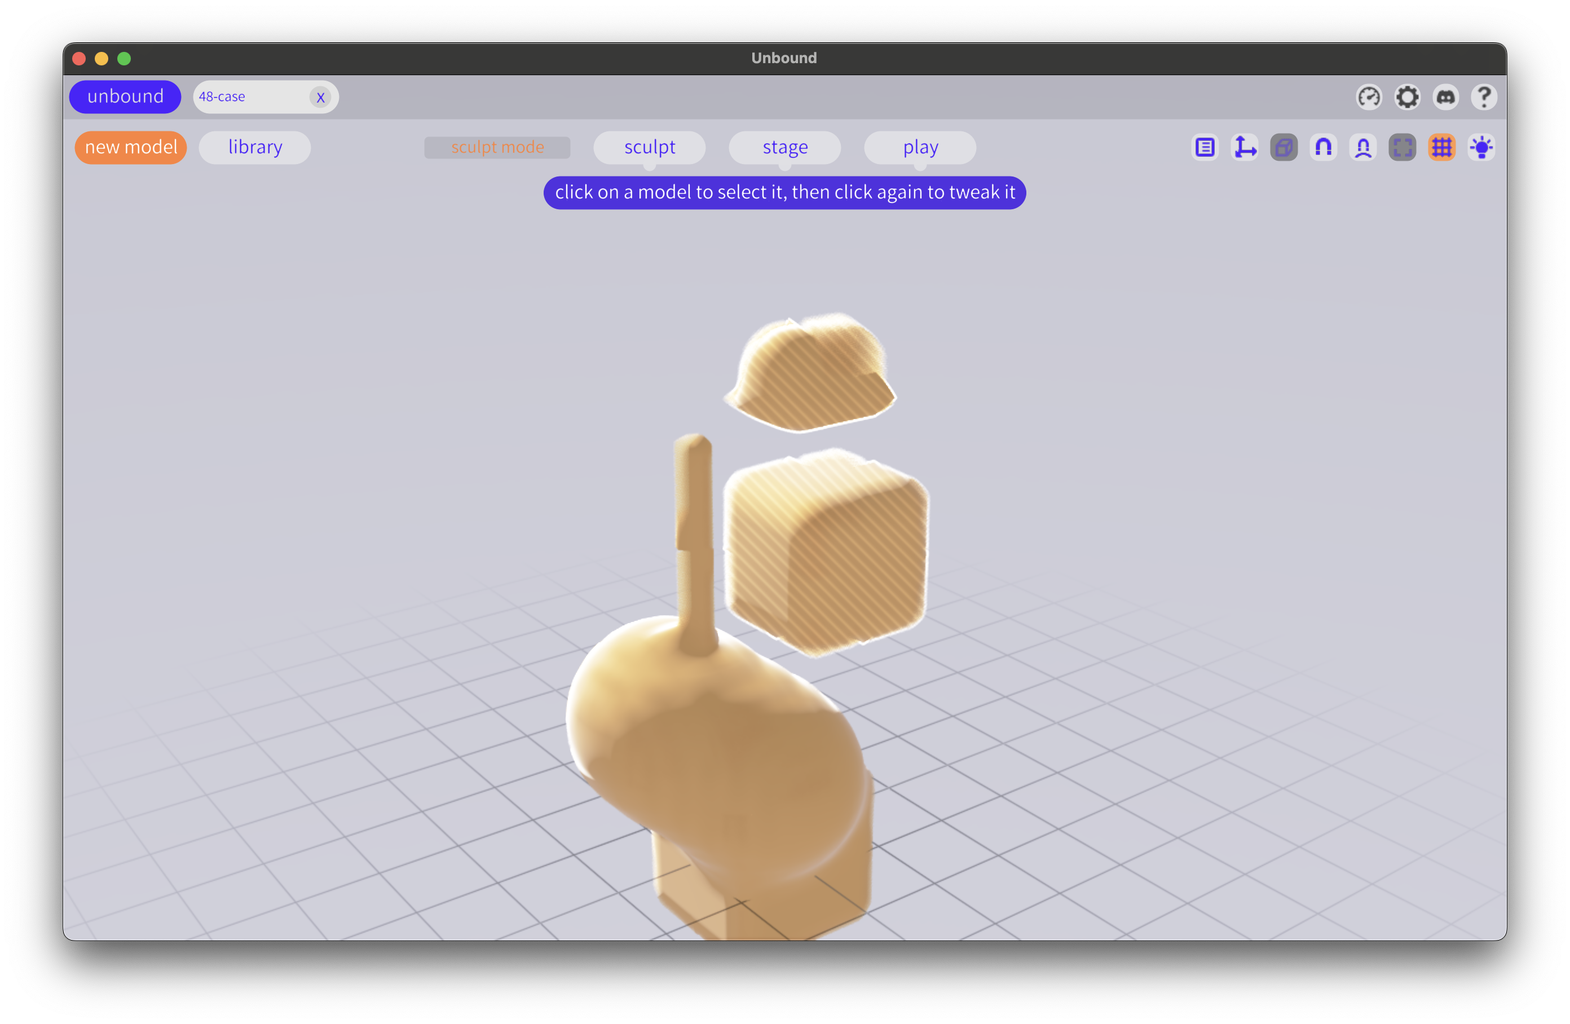 Unbound
unbound
48-case X
new model library sculpt mode sculpt stage play
click on a model to select it, then click again to tweak it
?